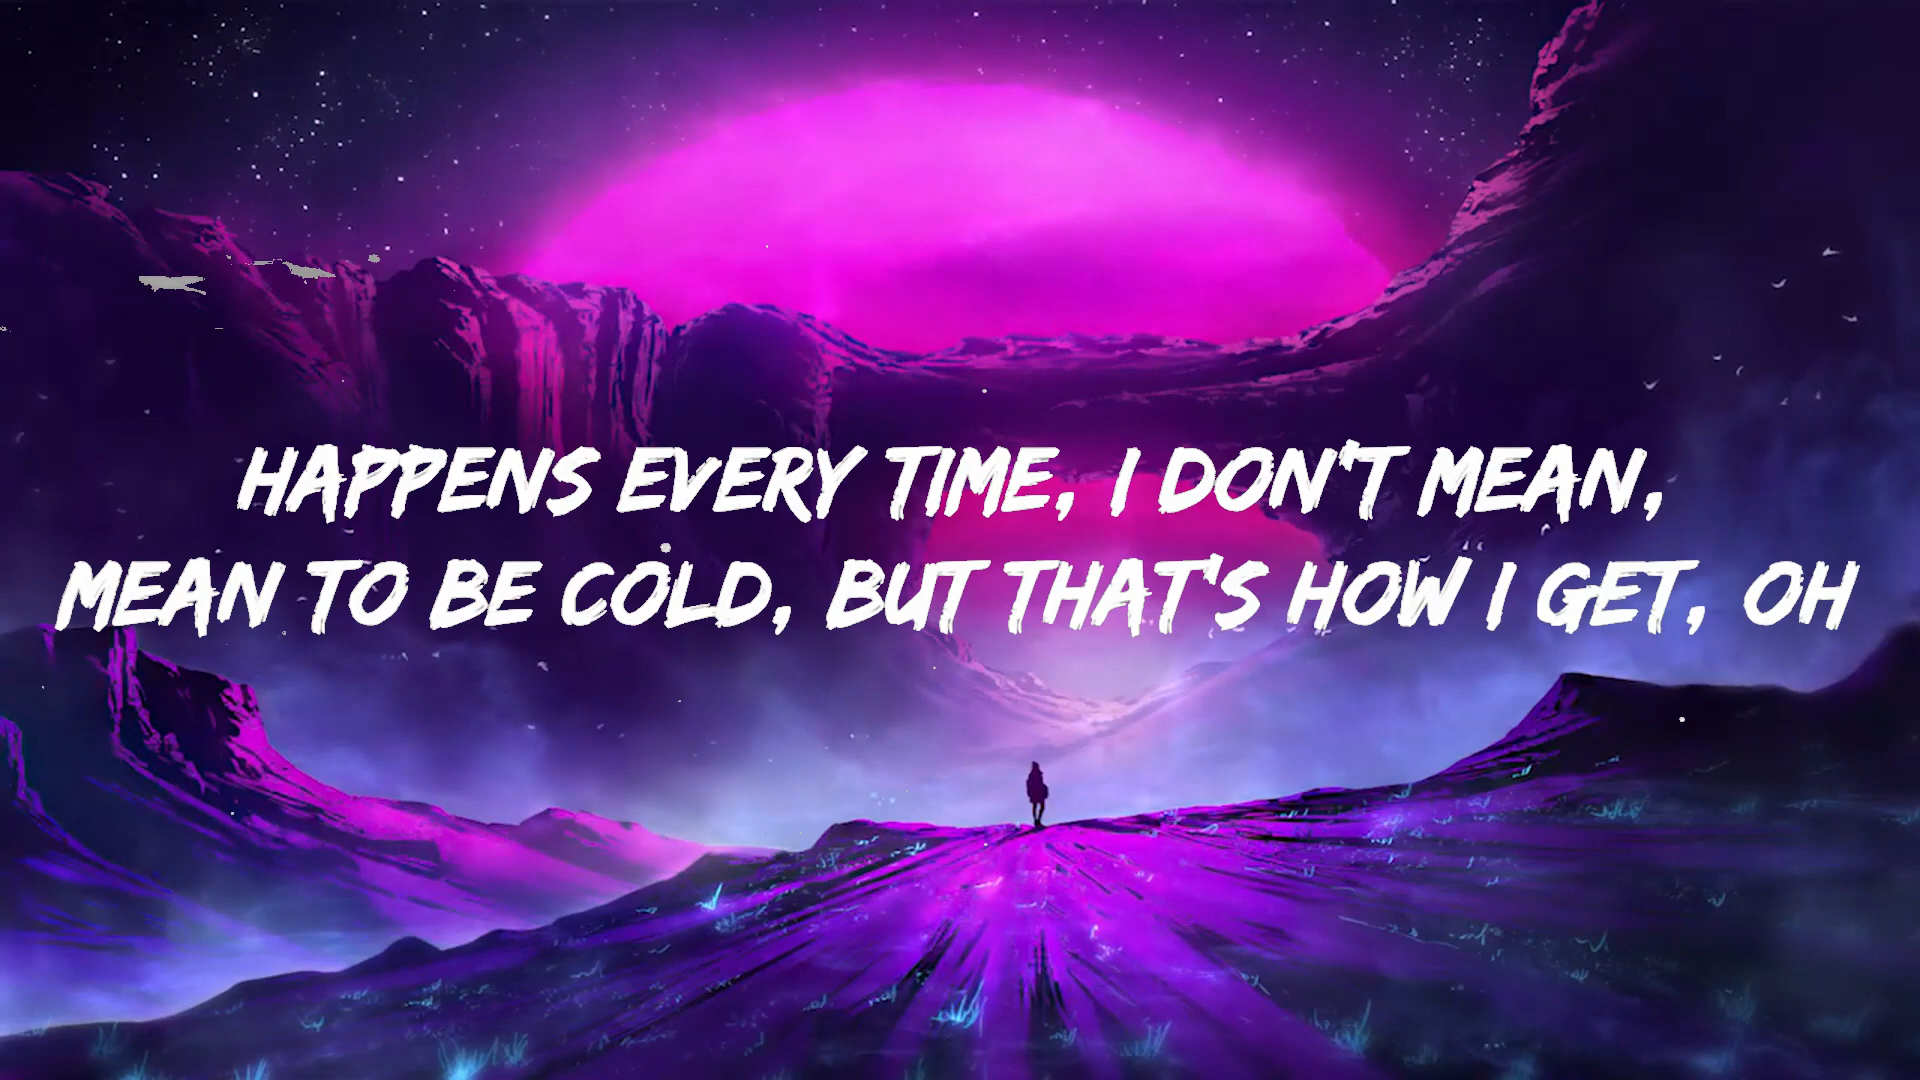 HAPPENS EVERY TIME, I DON'T MEAN,
MEAN TO BE COLD, BUT THAT'S HOW I GET, OH